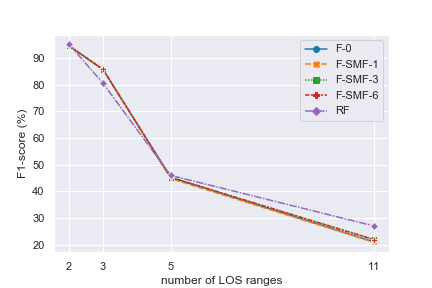 F-0
F-SMF-1
F-SMF-3
F-SMF-6
RF
F1-score (%)
90
80
70
60
50
40
30
20
2 3 5 11
number of LOS ranges